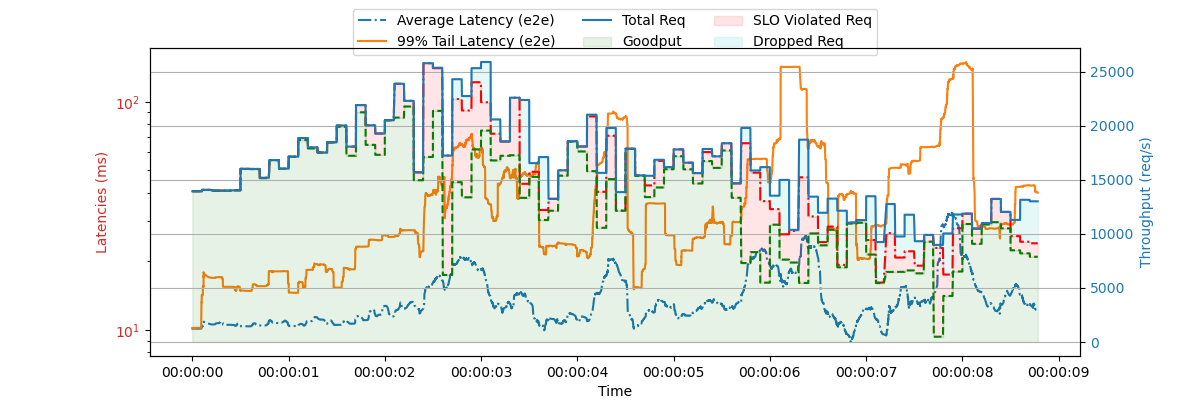 Average Latency (e2e) Total Req SLO Violated Req
99% Tail Latency (e2e) Goodput Dropped Req
10²
10¹
Latencies (ms)
25000
20000
15000
10000
5000
0
Throughput (req/s)
00:00:00 00:00:01 00:00:02 00:00:03 00:00:04 00:00:05 00:00:06 00:00:07 00:00:08 00:00:09
Time